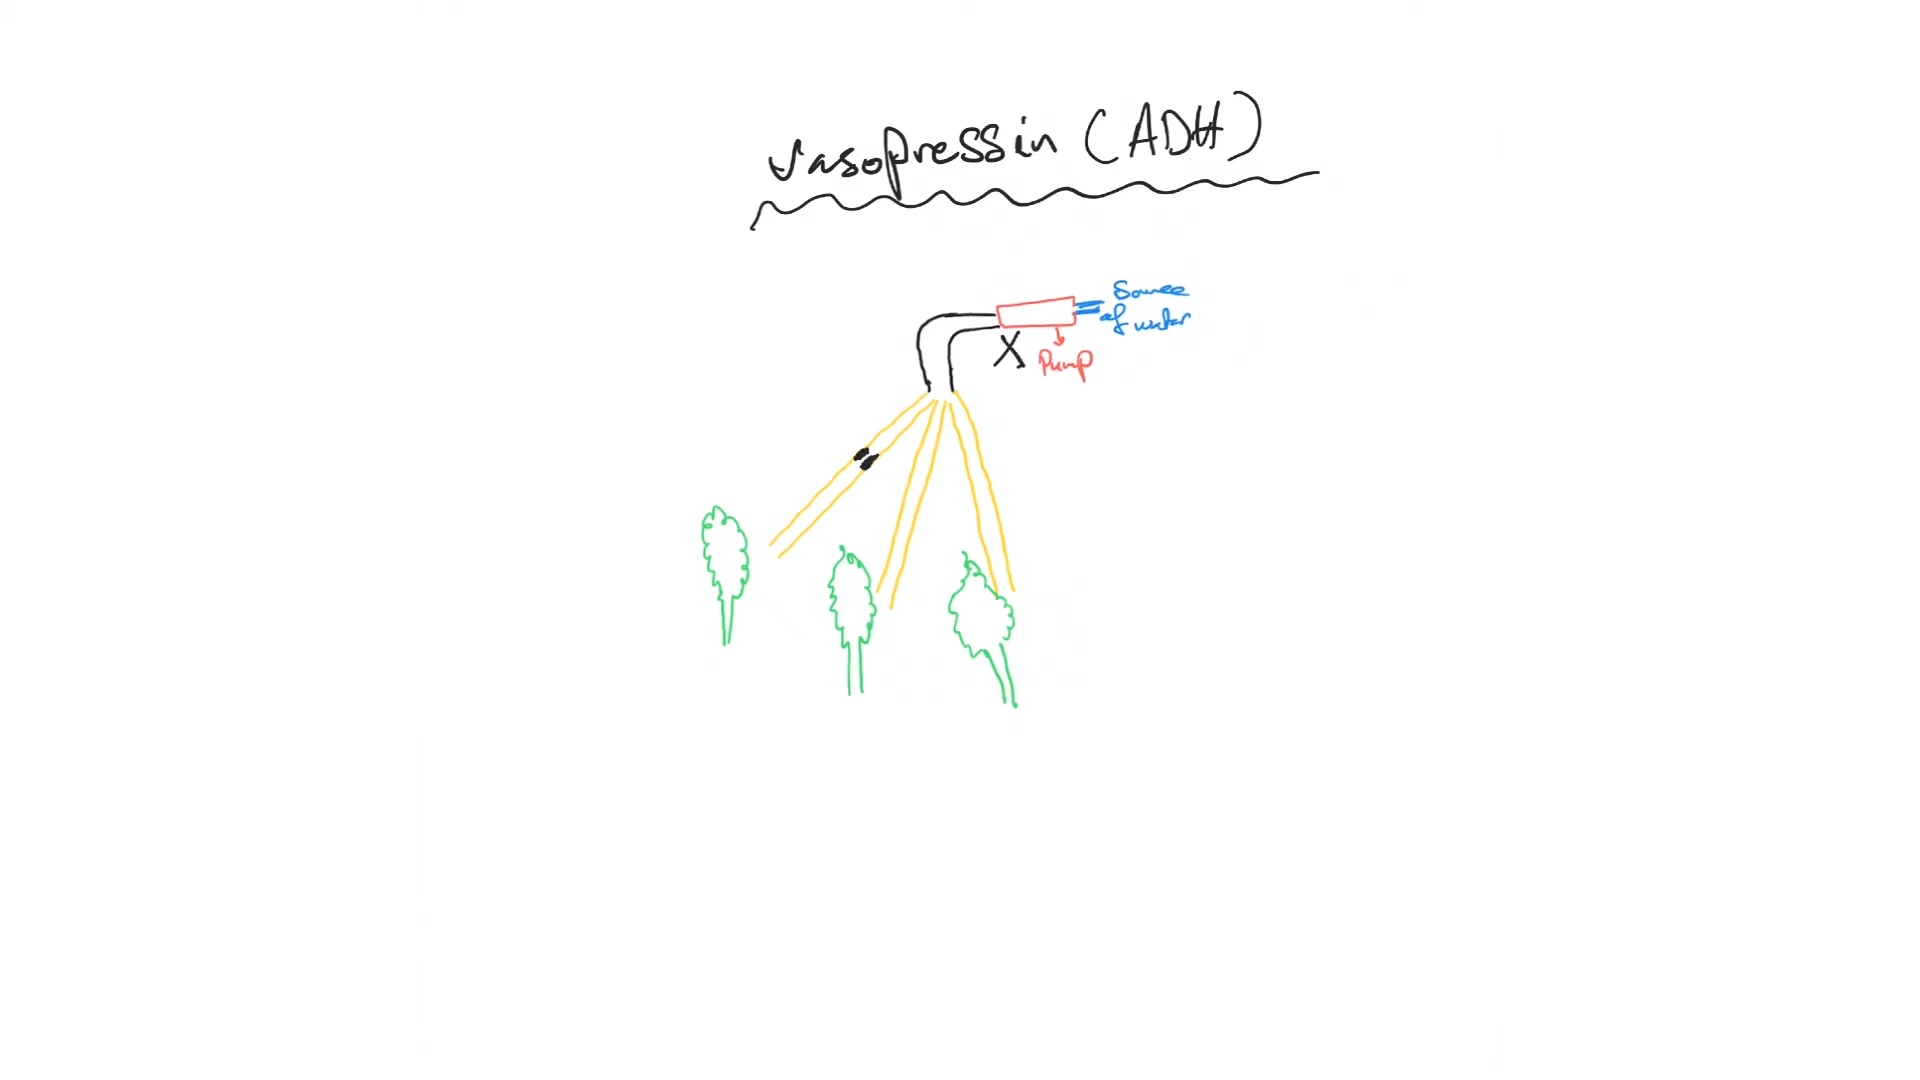 Vasopressin (ADH)
Source
of water
X
Pump